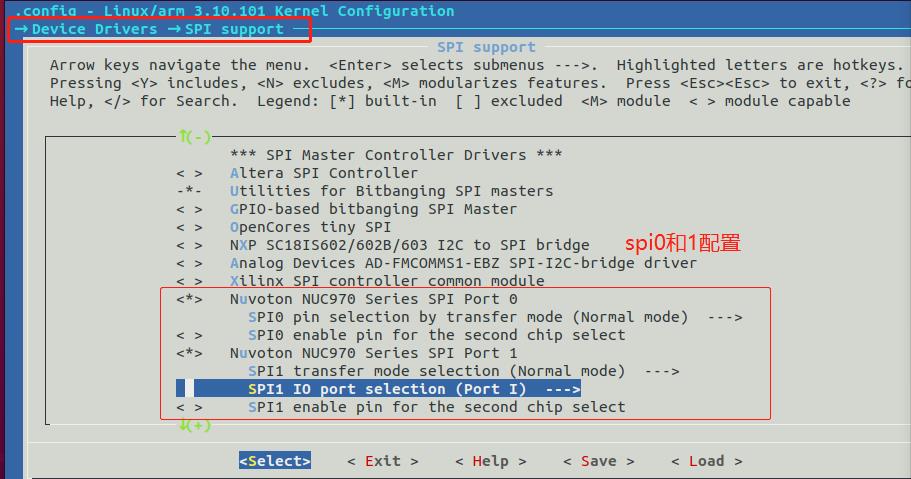 .config - Linux/arm 3.10.101 Kernel Configuration
→ Device Drivers → SPI support
SPI support
Arrow keys navigate the menu.  <Enter> selects submenus --->.  Highlighted letters are hotkeys.
Pressing <Y> includes, <N> excludes, <M> modularizes features.  Press <Esc><Esc> to exit, <?> fo
Help, </> for Search.  Legend: [*] built-in  [ ] excluded  <M> module  < > module capable
↑(-)
*** SPI Master Controller Drivers ***
< >   Altera SPI Controller
-*-   Utilities for Bitbanging SPI masters
< >   GPIO-based bitbanging SPI Master
< >   OpenCores tiny SPI
< >   NXP SC18IS602/602B/603 I2C to SPI bridge
spi0和1配置
< >   Analog Devices AD-FMCOMMS1-EBZ SPI-I2C-bridge driver
< >   Xilinx SPI controller common module
<*>   Nuvoton NUC970 Series SPI Port 0
SPI0 pin selection by transfer mode (Normal mode)  --->
< >     SPI0 enable pin for the second chip select
<*>   Nuvoton NUC970 Series SPI Port 1
SPI1 transfer mode selection (Normal mode)  --->
SPI1 IO port selection (Port I)  --->
< >     SPI1 enable pin for the second chip select
↓(+)
<Select>    < Exit >    < Help >    < Save >    < Load >